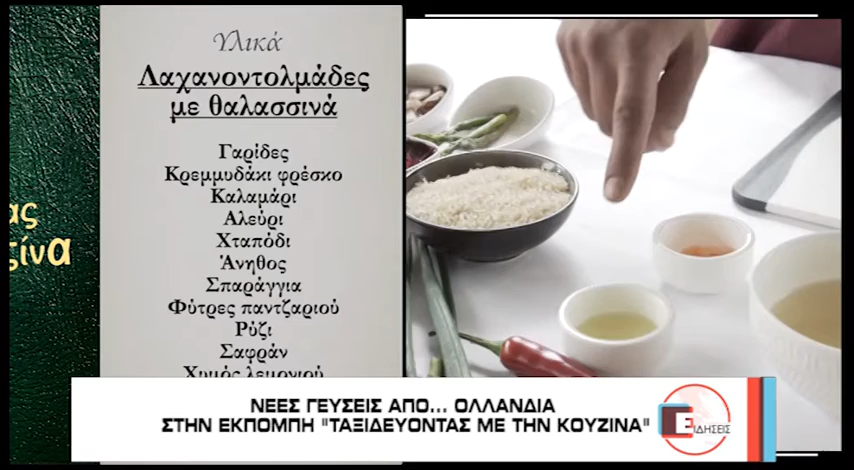 Υλικά
Λαχανοντολμάδες
με θαλασσινά
Γαρίδες
Κρεμμυδάκι φρέσκο
Καλαμάρι
Αλεύρι
Χταπόδι
Άνηθος
Σπαράγγια
Φύτρες παντζαριού
Ρύζι
Σαφράν
Χυμός λεμονιού
ΝΕΕΣ ΓΕΥΣΕΙΣ ΑΠΟ... ΟΛΛΑΝΔΙΑ
ΣΤΗΝ ΕΚΠΟΜΠΗ "ΤΑΞΙΔΕΥΟΝΤΑΣ ΜΕ ΤΗΝ ΚΟΥΖΙΝΑ"
ΕΙΔΗΣΕΙΣ